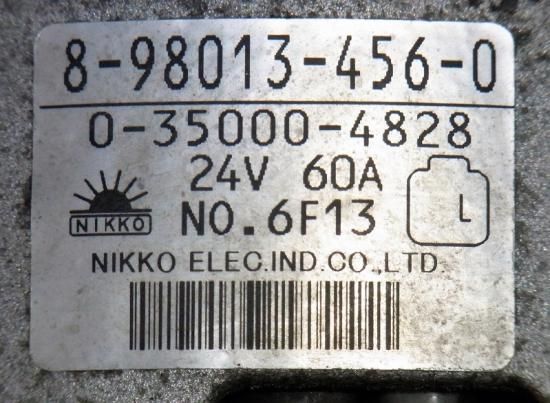 8-98013-456-0
0-35000-4828
24V 60A
NIKKO
NO.6F13
L
NIKKO ELEC.IND.CO.,LTD.